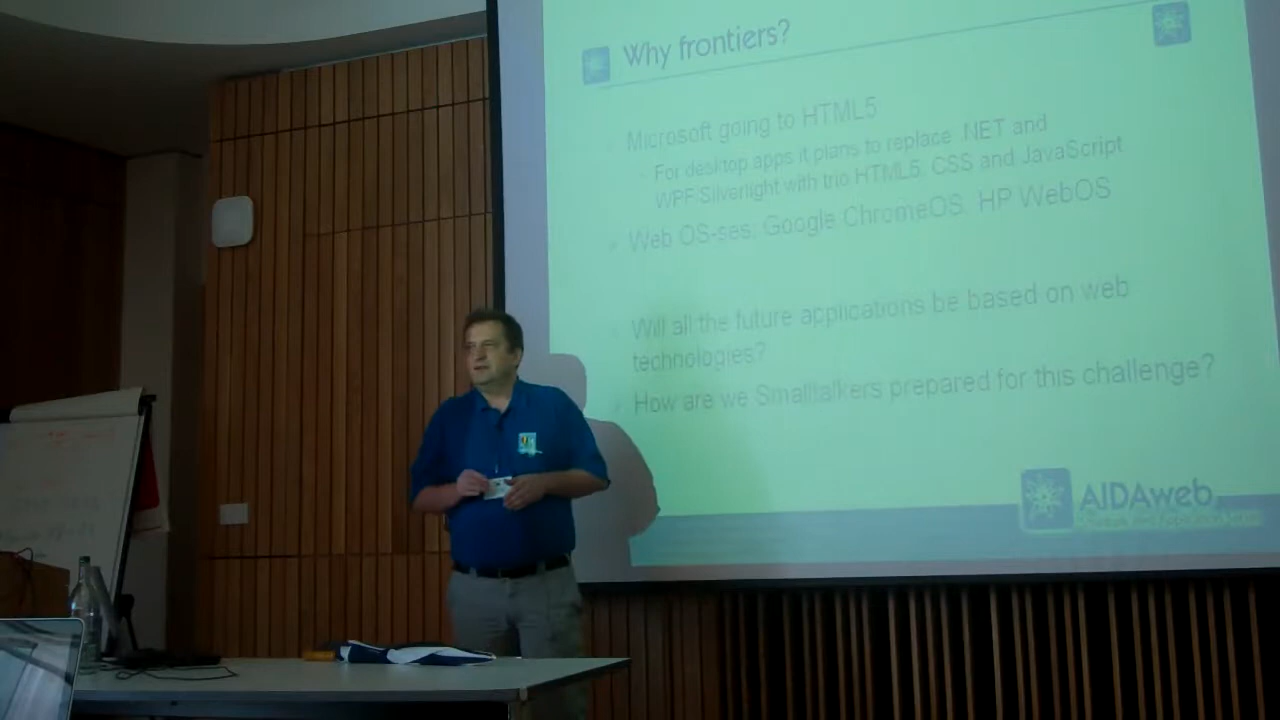 Why frontiers?
Microsoft going to HTML5
For desktop apps it plans to replace .NET and
WPF/Silverlight with trio HTML5, CSS and JavaScript
Web OS-ses: Google ChromeOS, HP WebOS
Will all the future applications be based on web
technologies?
How are we Smalltalkers prepared for this challenge?
AIDAweb